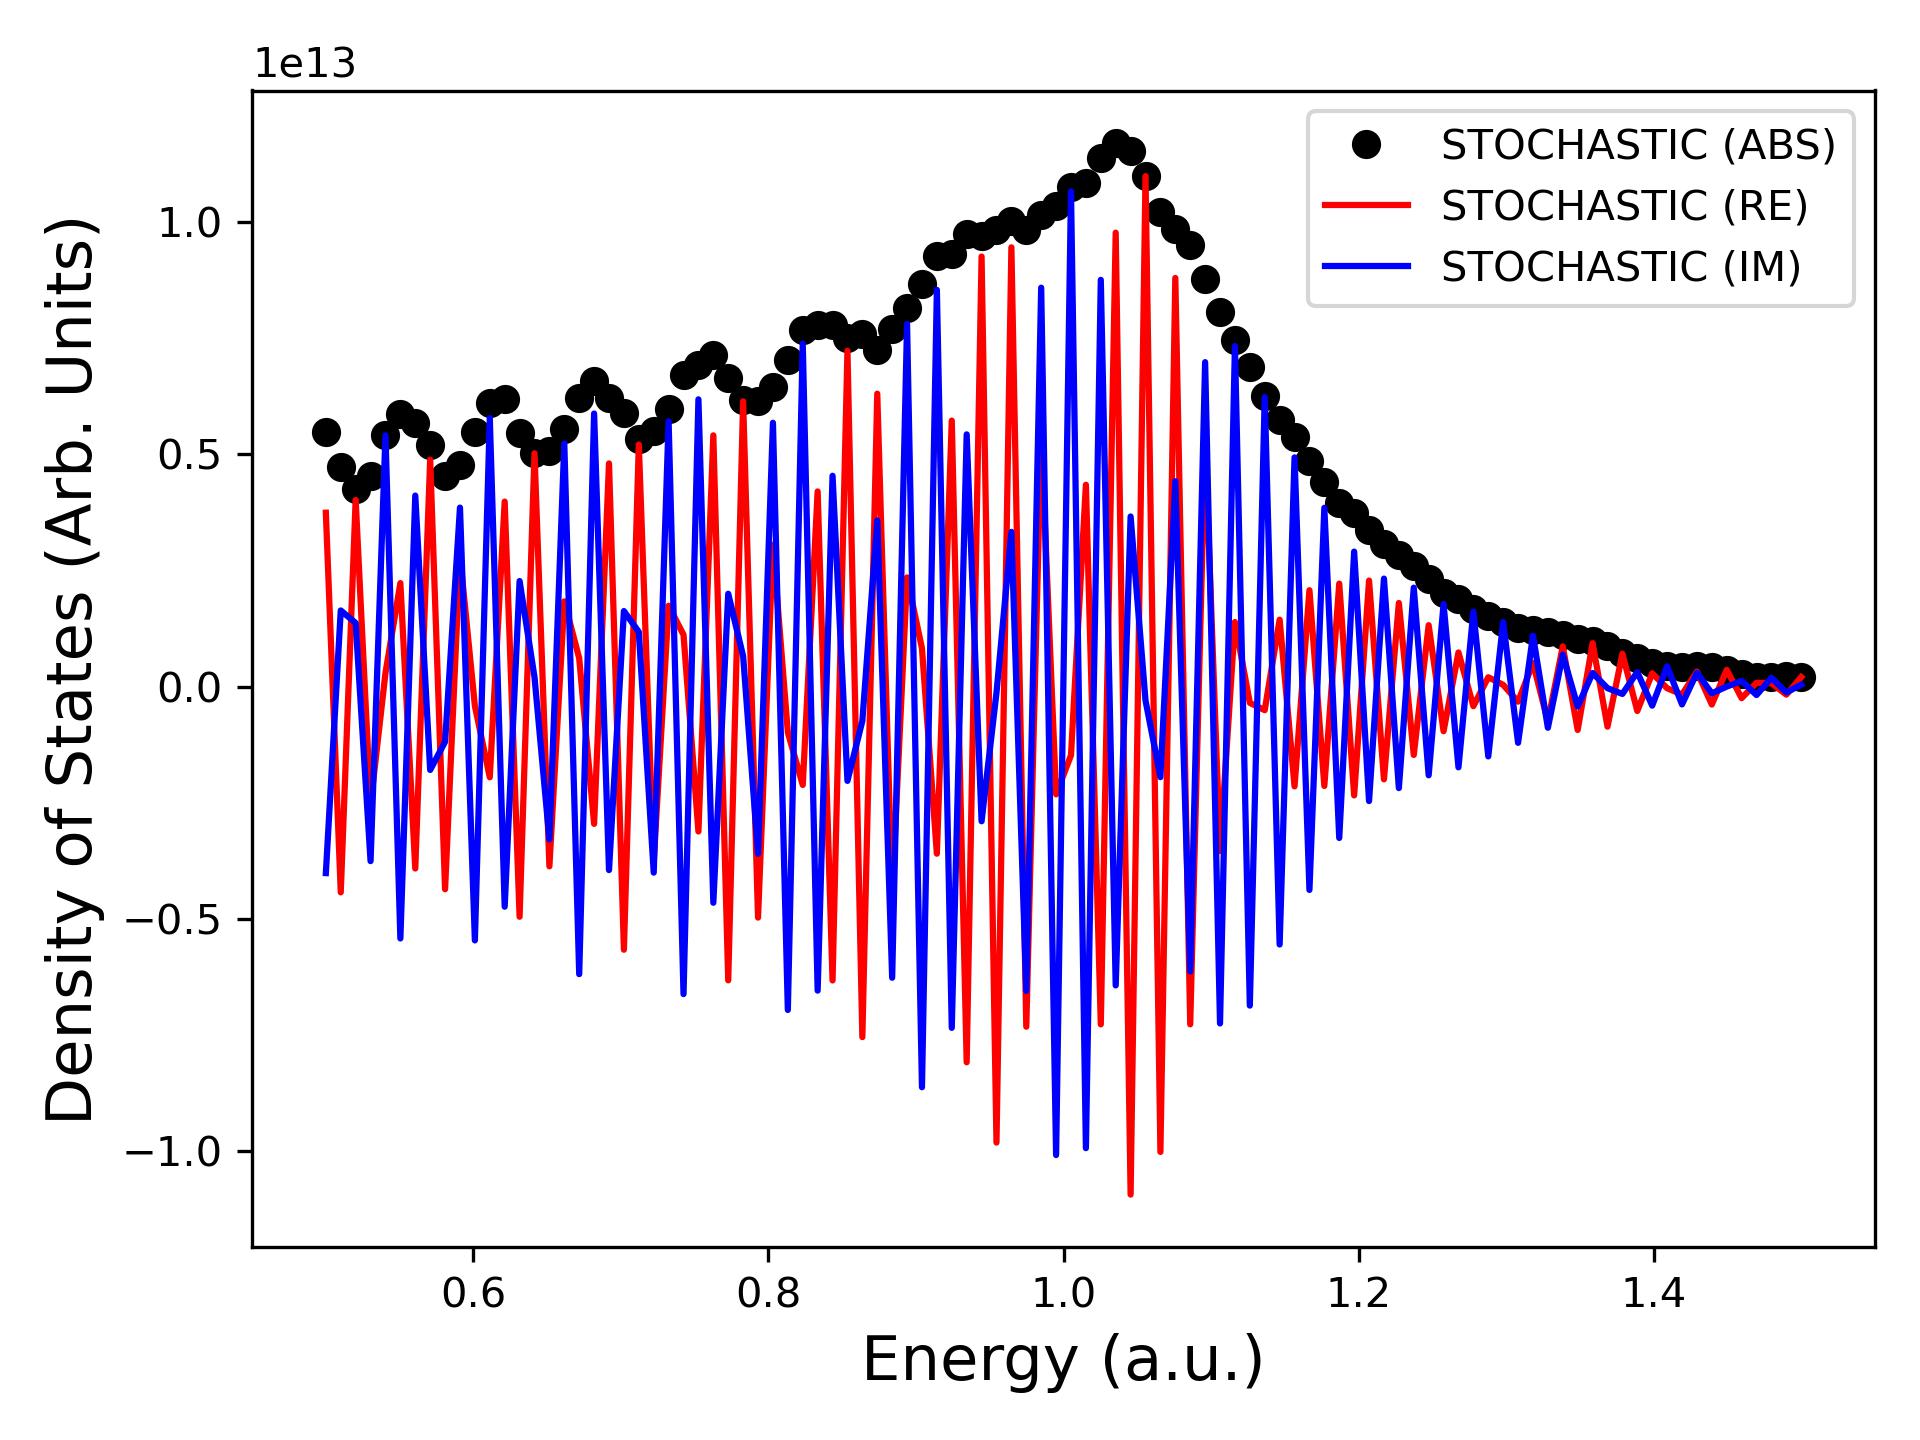 1e13
STOCHASTIC (ABS)
STOCHASTIC (RE)
STOCHASTIC (IM)
Density of States (Arb. Units)
1.0
0.5
0.0
−0.5
−1.0
0.6 0.8 1.0 1.2 1.4
Energy (a.u.)